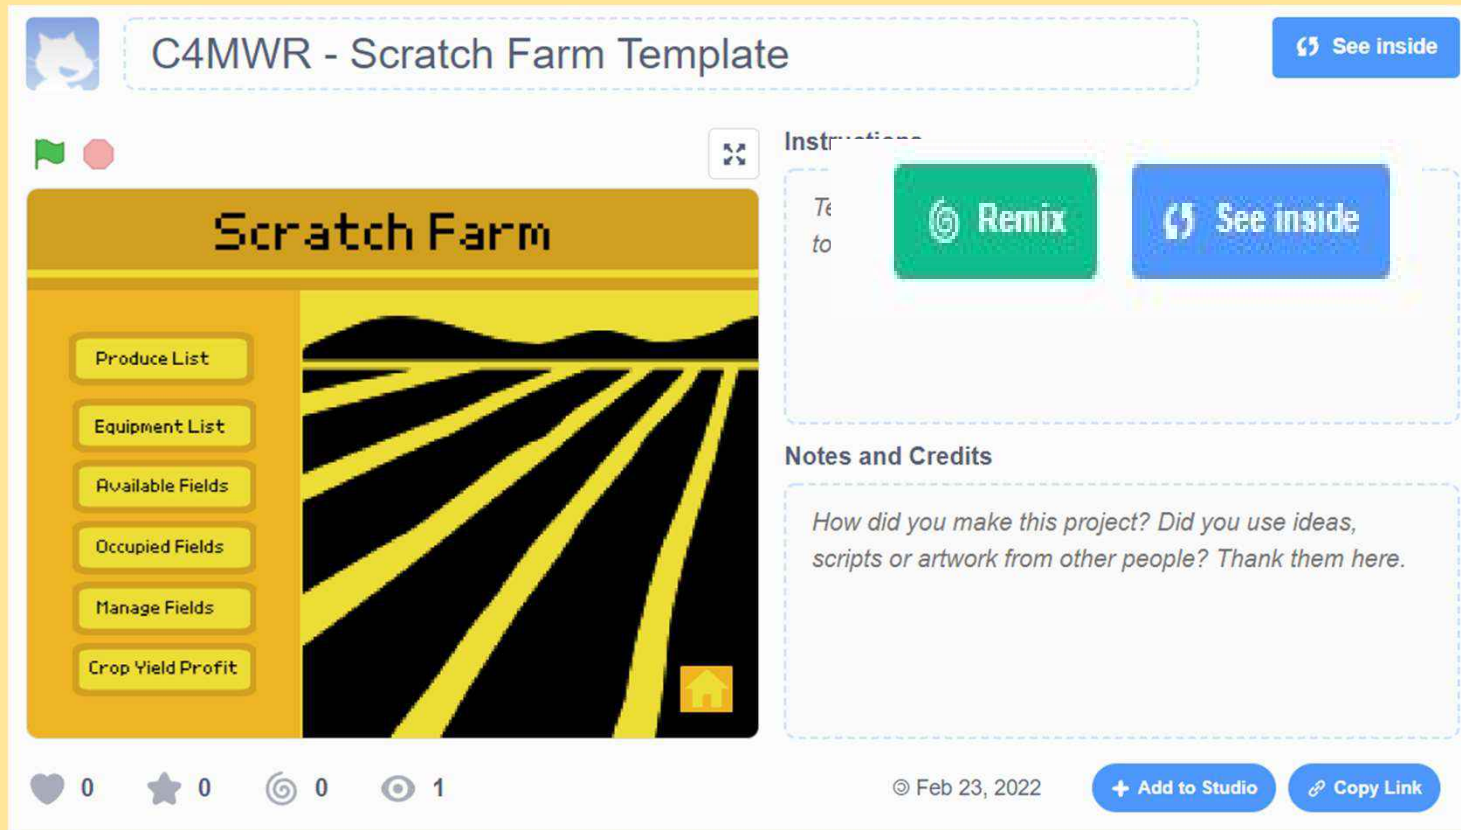 C4MWR - Scratch Farm Template
See inside
Instructions
to
Remix
See inside
Scratch Farm
Produce List
Equipment List
Available Fields
Occupied Fields
Manage Fields
Crop Yield Profit
Notes and Credits
How did you make this project? Did you use ideas,
scripts or artwork from other people? Thank them here.
0
0
0
1
Feb 23, 2022
+ Add to Studio
Copy Link